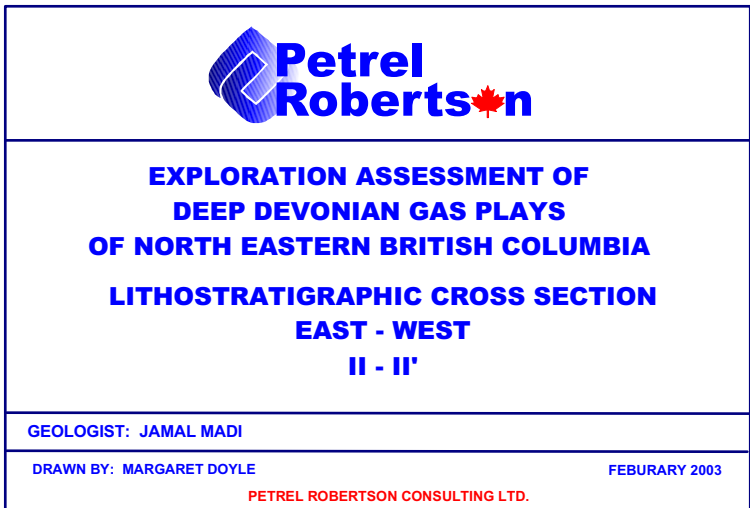 Petrel
Robertson
EXPLORATION ASSESSMENT OF
DEEP DEVONIAN GAS PLAYS
OF NORTH EASTERN BRITISH COLUMBIA
LITHOSTRATIGRAPHIC CROSS SECTION
EAST - WEST
II - II'
GEOLOGIST: JAMAL MADI
DRAWN BY: MARGARET DOYLE FEBURARY 2003
PETREL ROBERTSON CONSULTING LTD.